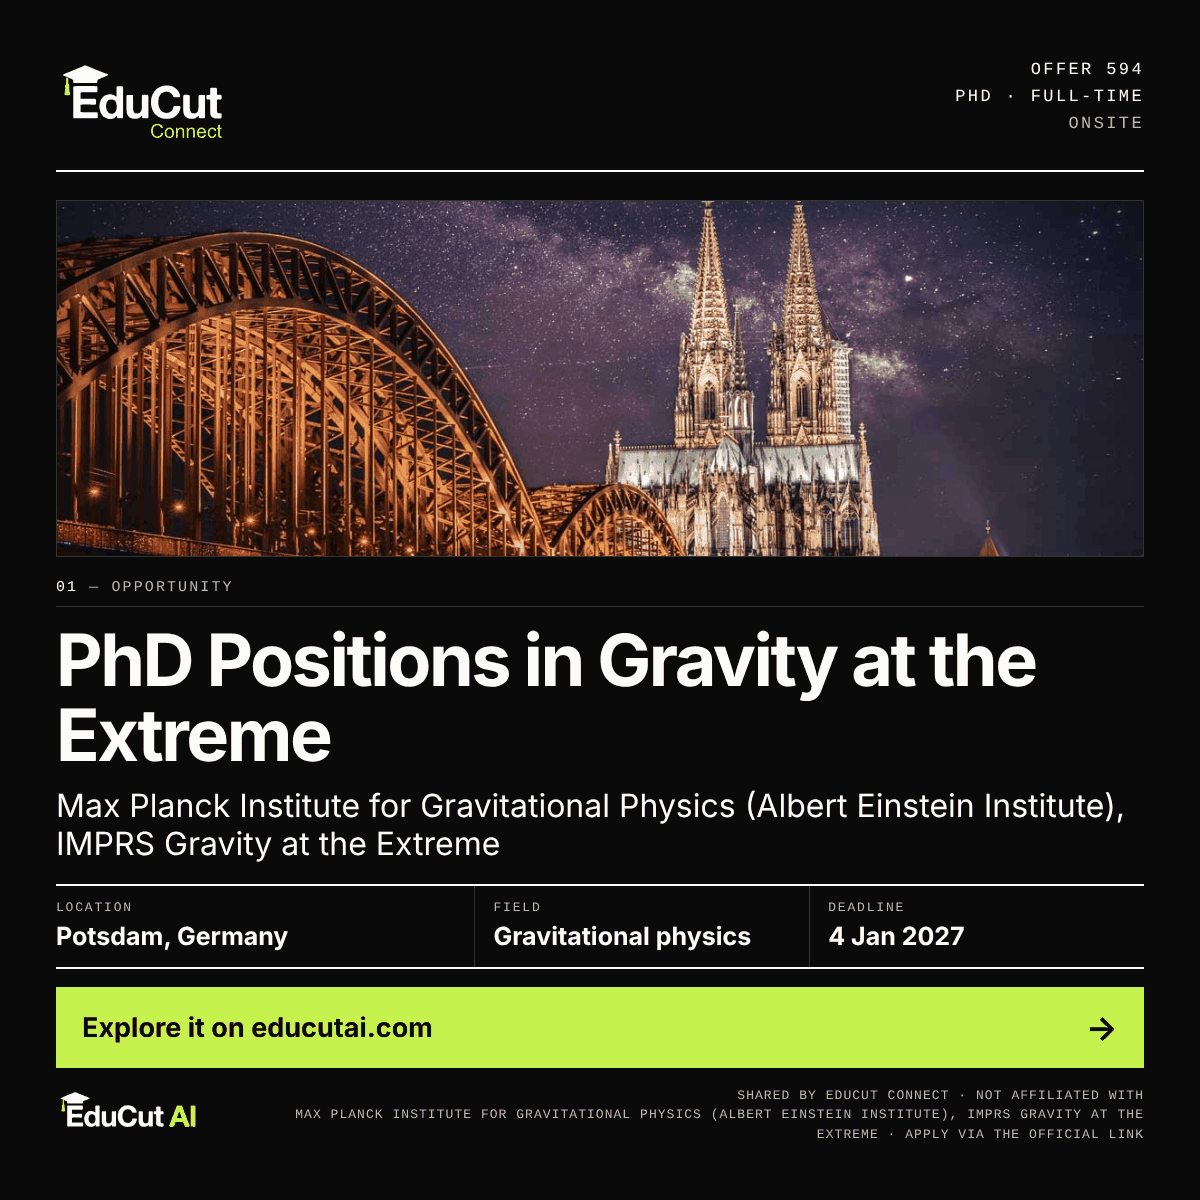 EduCut
Connect
OFFER 594
PHD · FULL-TIME
ONSITE
01 — OPPORTUNITY
PhD Positions in Gravity at the
Extreme
Max Planck Institute for Gravitational Physics (Albert Einstein Institute),
IMPRS Gravity at the Extreme
LOCATION
Potsdam, Germany
FIELD
Gravitational physics
DEADLINE
4 Jan 2027
Explore it on educutai.com
→
EduCut AI
SHARED BY EDUCUT CONNECT · NOT AFFILIATED WITH
MAX PLANCK INSTITUTE FOR GRAVITATIONAL PHYSICS (ALBERT EINSTEIN INSTITUTE), IMPRS GRAVITY AT THE
EXTREME · APPLY VIA THE OFFICIAL LINK